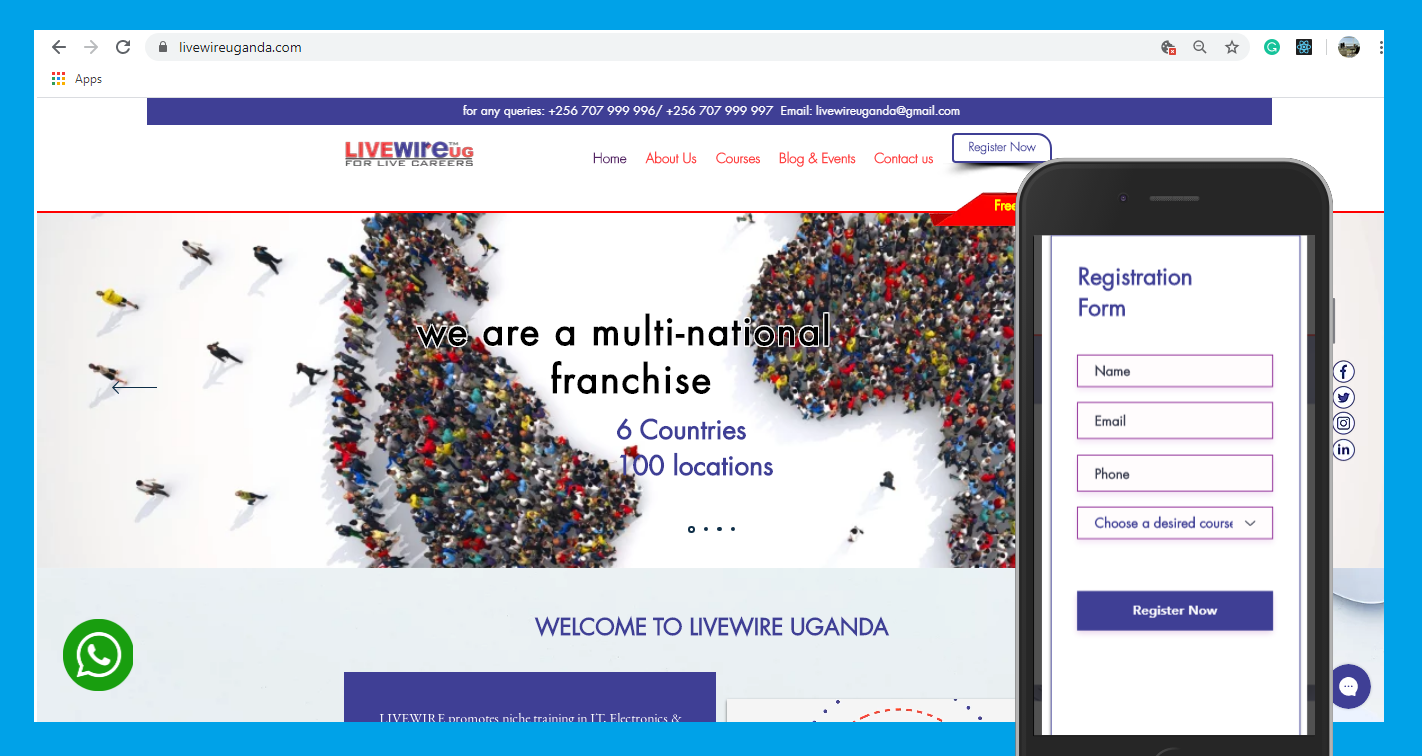 livewireuganda.com
Apps
for any queries: +256 707 999 996/ +256 707 999 997 Email: livewireuganda@gmail.com
LIVEWIRE UG
TM
FOR LIVE CAREERS
Home About Us Courses Blog & Events Contact us Register Now
Free
we are a multi-national
franchise
6 Countries
100 locations
WELCOME TO LIVEWIRE UGANDA
LIVEWIRE promotes niche training in IT, Electronics &
Registration
Form
Name
Email
Phone
Choose a desired course
Register Now